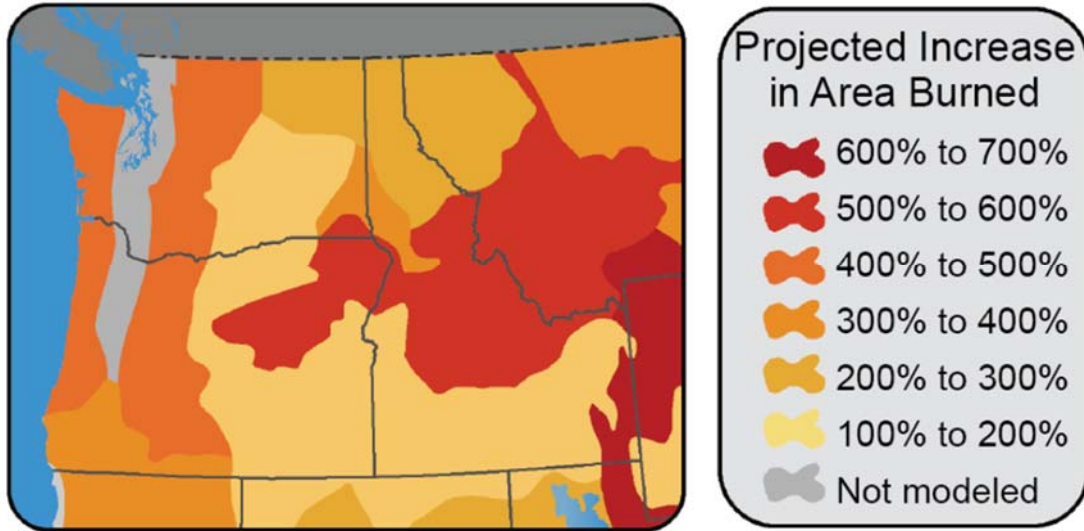 Projected Increase
in Area Burned
600% to 700%
500% to 600%
400% to 500%
300% to 400%
200% to 300%
100% to 200%
Not modeled